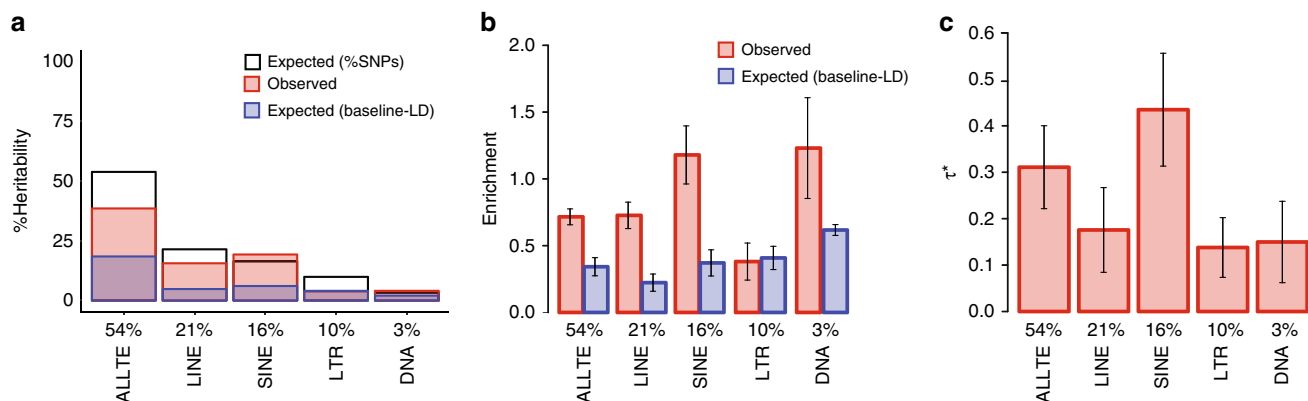 a
%Heritability
100
75
50
25
0
Expected (%SNPs)
Observed
Expected (baseline-LD)
54% 21% 16% 10% 3%
ALLTE LINE SINE LTR DNA
b
Enrichment
2.0
1.5
1.0
0.5
0.0
Observed
Expected (baseline-LD)
54% 21% 16% 10% 3%
ALLTE LINE SINE LTR DNA
c
τ*
0.6
0.5
0.4
0.3
0.2
0.1
0.0
54% 21% 16% 10% 3%
ALLTE LINE SINE LTR DNA